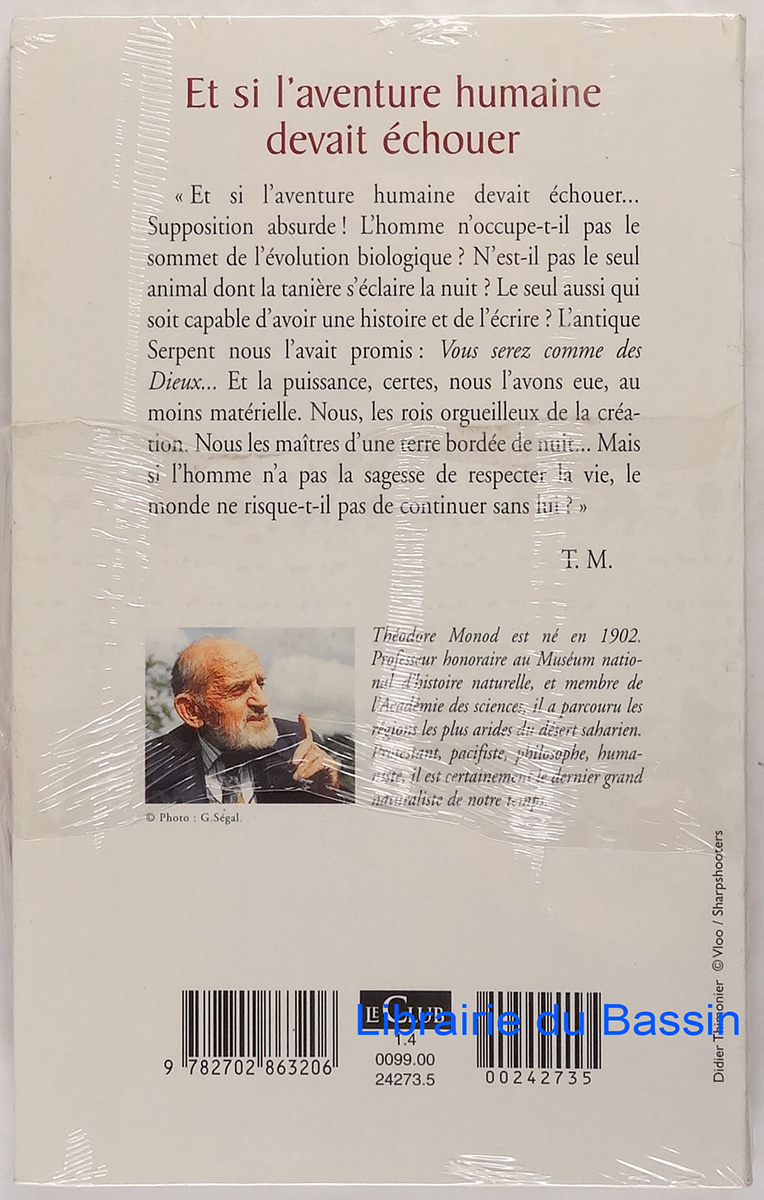 Et si l’aventure humaine
devait échouer
« Et si l’aventure humaine devait échouer...
Supposition absurde ! L’homme n’occupe-t-il pas le
sommet de l’évolution biologique ? N’est-il pas le seul
animal dont la tanière s’éclaire la nuit ? Le seul aussi qui
soit capable d’avoir une histoire et de l’écrire ? L’antique
Serpent nous l’avait promis : Vous serez comme des
Dieux... Et la puissance, certes, nous l’avons eue, au
moins matérielle. Nous, les rois orgueilleux de la créa-
tion. Nous les maîtres d’une terre bordée de nuit... Mais
si l’homme n’a pas la sagesse de respecter la vie, le
monde ne risque-t-il pas de continuer sans lui ? »
T. M.
Théodore Monod est né en 1902.
Professeur honoraire au Muséum natio-
nal d’histoire naturelle, et membre de
l’Académie des sciences, il a parcouru les
régions les plus arides du désert saharien.
Protestant, pacifiste, philosophe, huma-
niste, il est certainement le dernier grand
naturaliste de notre temps.
© Photo : G.Ségal.
Didier Thimonier © Vloo / Sharpshooters
LE CLUB
Librairie du Bassin
1.4
0099.00
24273.5
9 782702 863206
00242735